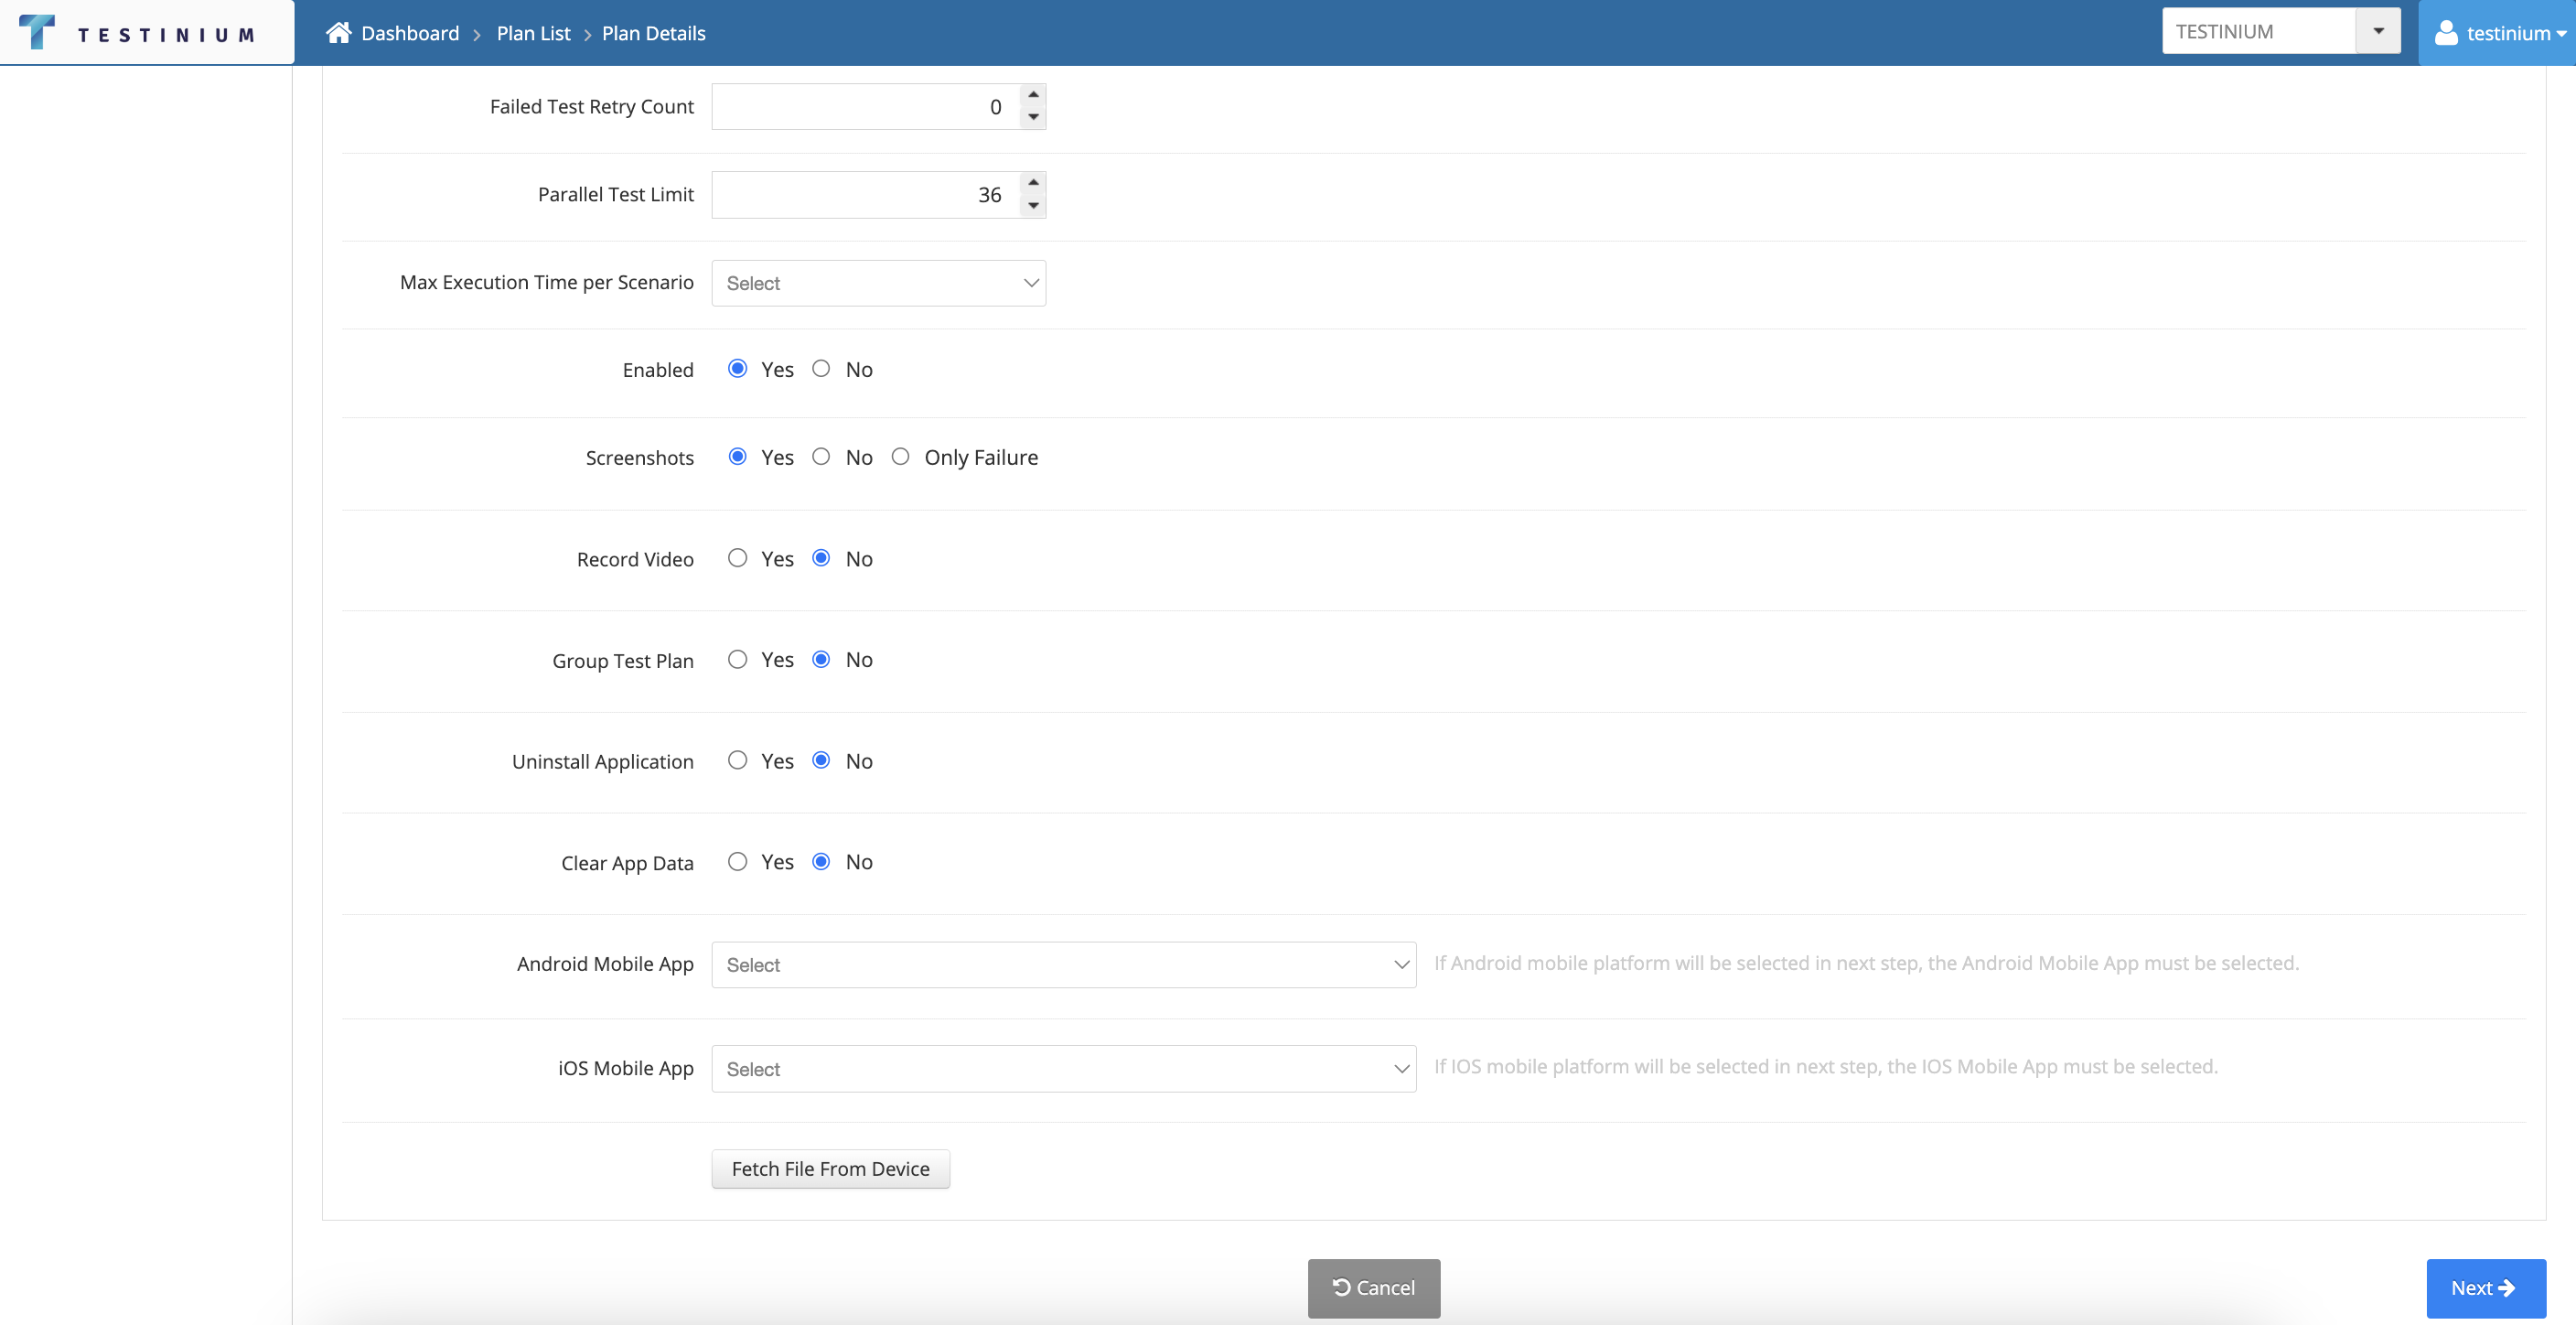 TESTINIUM
Dashboard > Plan List > Plan Details
TESTINIUM
testinium
Failed Test Retry Count 0
Parallel Test Limit 36
Max Execution Time per Scenario Select
Enabled Yes No
Screenshots Yes No Only Failure
Record Video Yes No
Group Test Plan Yes No
Uninstall Application Yes No
Clear App Data Yes No
Android Mobile App Select If Android mobile platform will be selected in next step, the Android Mobile App must be selected.
iOS Mobile App Select If IOS mobile platform will be selected in next step, the IOS Mobile App must be selected.
Fetch File From Device
Cancel
Next